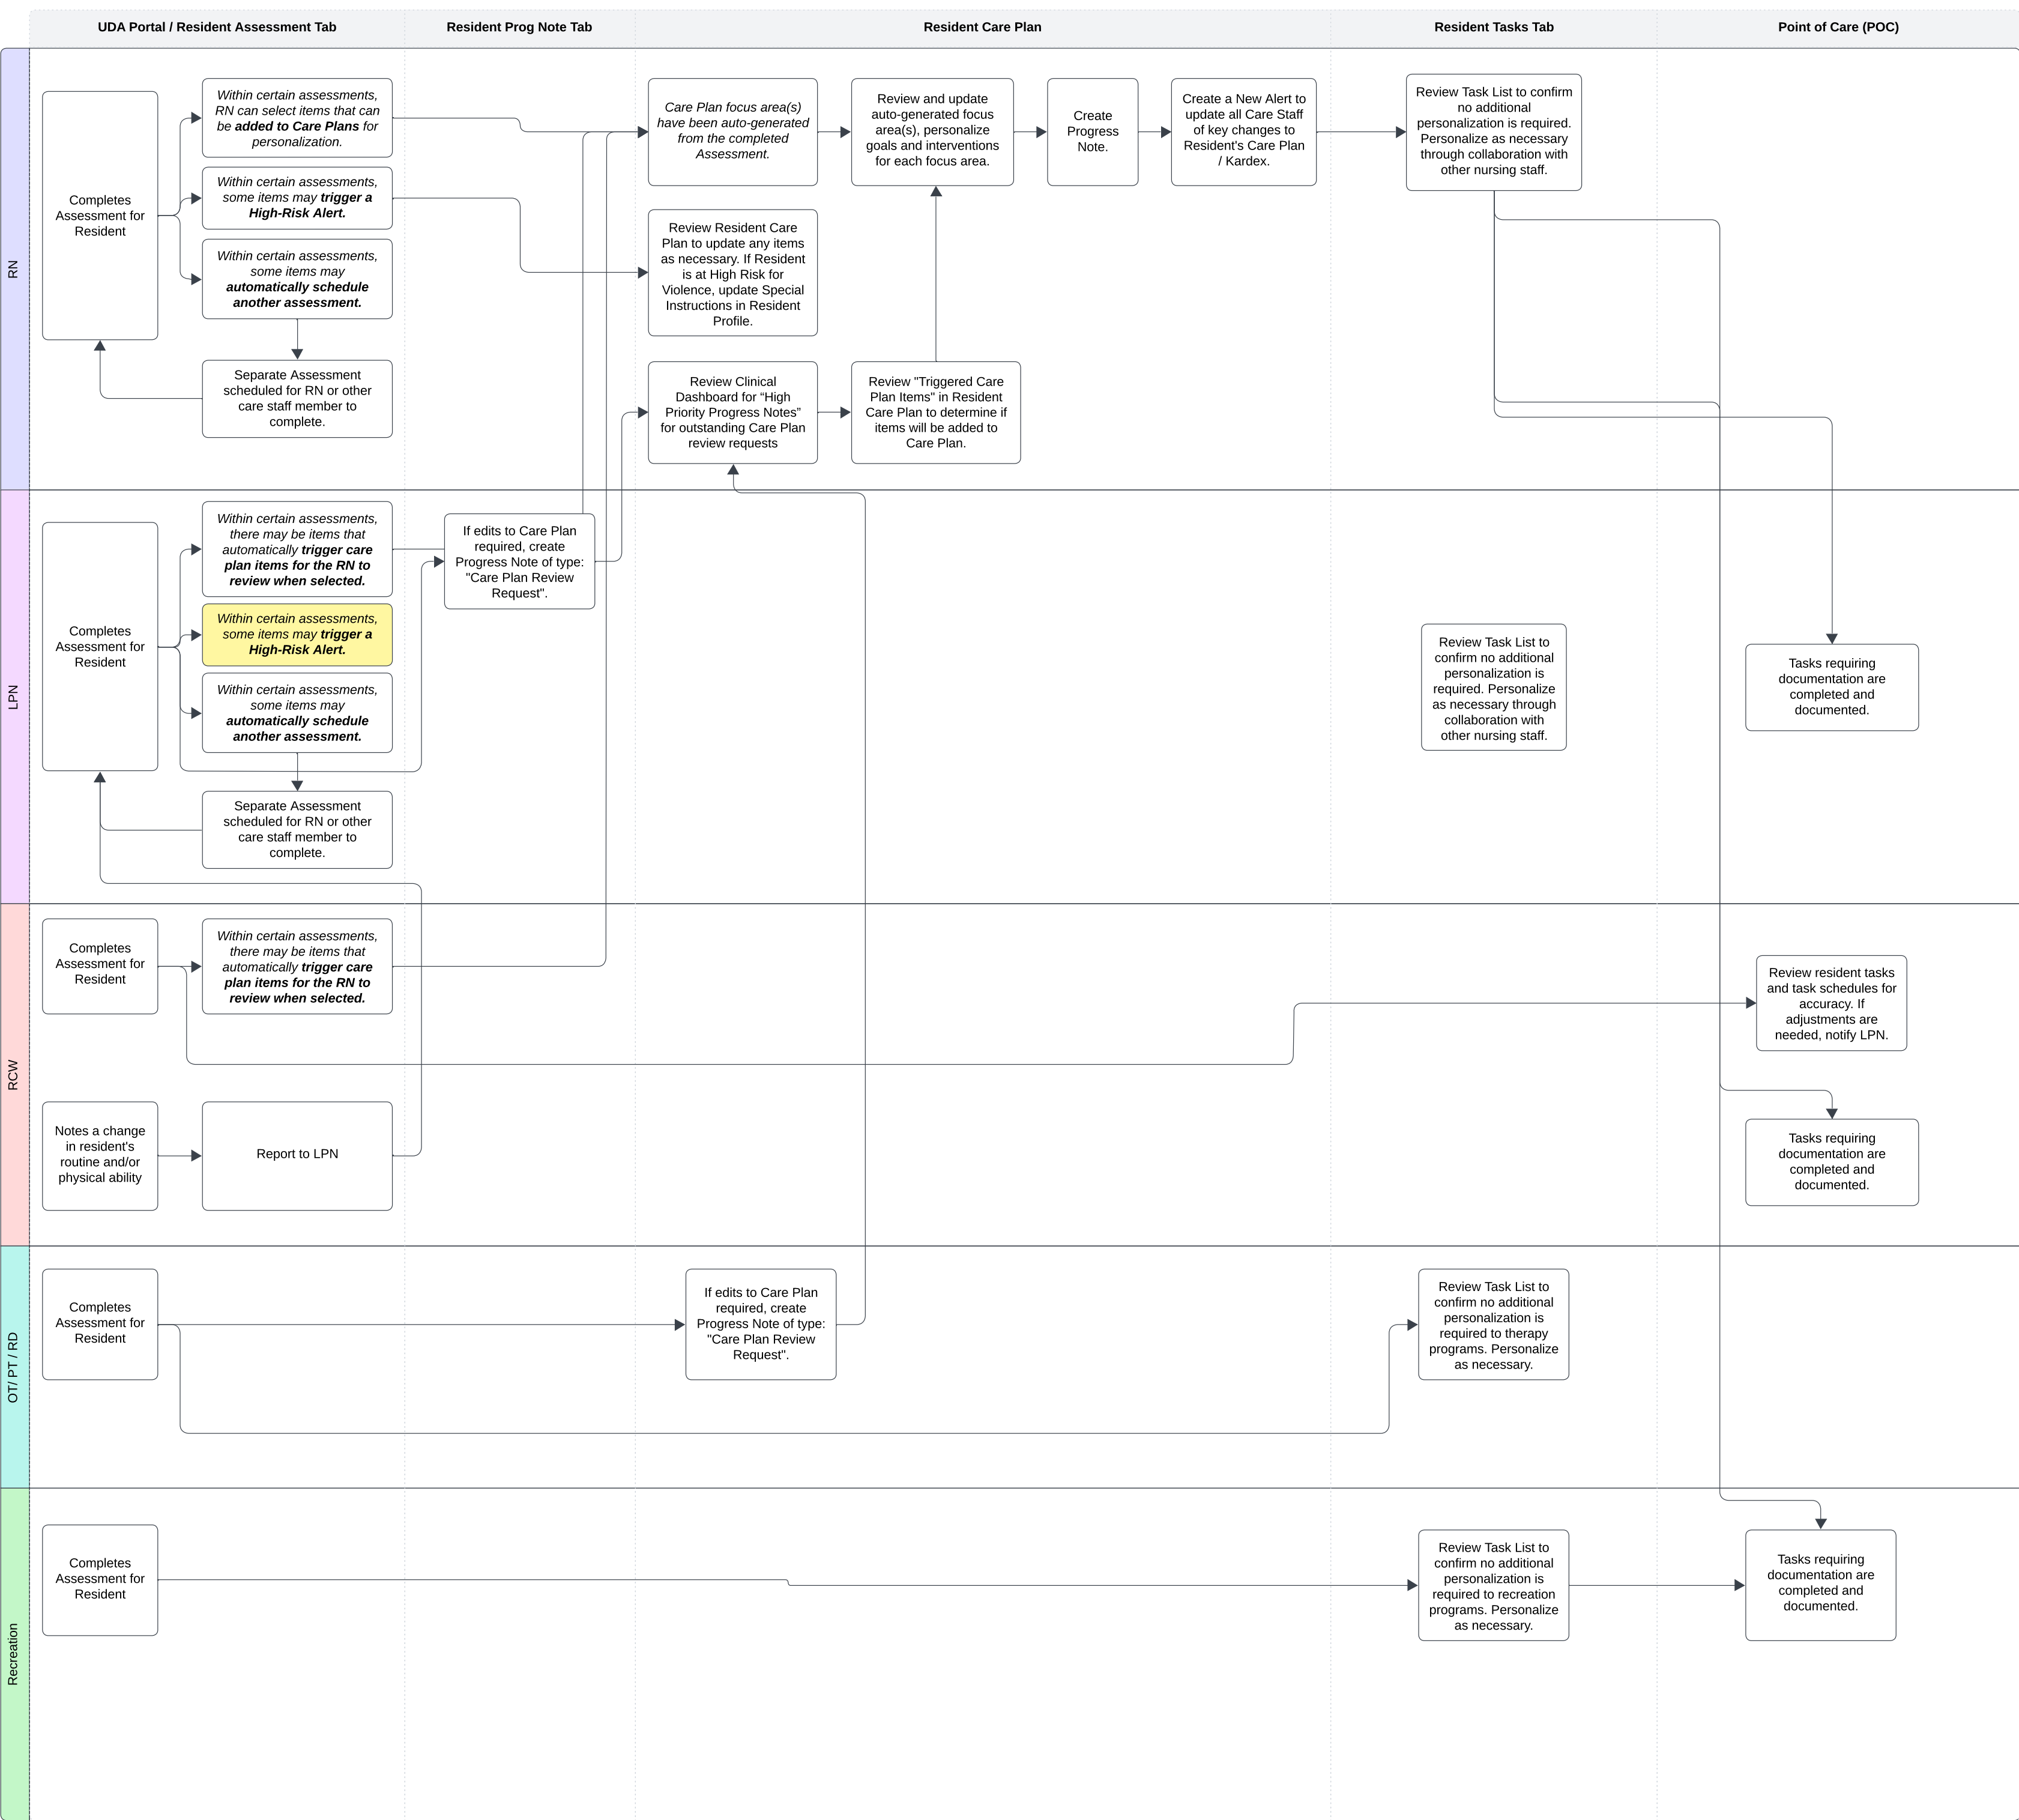 UDA Portal / Resident Assessment Tab
Resident Prog Note Tab
Resident Care Plan
Resident Tasks Tab
Point of Care (POC)
RN
Completes
Assessment for
Resident
Within certain assessments,
RN can select items that can
be added to Care Plans for
personalization.
Within certain assessments,
some items may trigger a
High-Risk Alert.
Within certain assessments,
some items may
automatically schedule
another assessment.
Separate Assessment
scheduled for RN or other
care staff member to
complete.
Care Plan focus area(s)
have been auto-generated
from the completed
Assessment.
Review and update
auto-generated focus
area(s), personalize
goals and interventions
for each focus area.
Create
Progress
Note.
Create a New Alert to
update all Care Staff
of key changes to
Resident's Care Plan
/ Kardex.
Review Task List to confirm
no additional
personalization is required.
Personalize as necessary
through collaboration with
other nursing staff.
Review Resident Care
Plan to update any items
as necessary. If Resident
is at High Risk for
Violence, update Special
Instructions in Resident
Profile.
Review Clinical
Dashboard for “High
Priority Progress Notes”
for outstanding Care Plan
review requests
Review "Triggered Care
Plan Items" in Resident
Care Plan to determine if
items will be added to
Care Plan.
LPN
Completes
Assessment for
Resident
Within certain assessments,
there may be items that
automatically trigger care
plan items for the RN to
review when selected.
Within certain assessments,
some items may trigger a
High-Risk Alert.
Within certain assessments,
some items may
automatically schedule
another assessment.
Separate Assessment
scheduled for RN or other
care staff member to
complete.
If edits to Care Plan
required, create
Progress Note of type:
"Care Plan Review
Request".
Review Task List to
confirm no additional
personalization is
required. Personalize
as necessary through
collaboration with
other nursing staff.
Tasks requiring
documentation are
completed and
documented.
RCW
Completes
Assessment for
Resident
Within certain assessments,
there may be items that
automatically trigger care
plan items for the RN to
review when selected.
Review resident tasks
and task schedules for
accuracy. If
adjustments are
needed, notify LPN.
Notes a change
in resident's
routine and/or
physical ability
Report to LPN
Tasks requiring
documentation are
completed and
documented.
OT/ PT / RD
Completes
Assessment for
Resident
If edits to Care Plan
required, create
Progress Note of type:
"Care Plan Review
Request".
Review Task List to
confirm no additional
personalization is
required to therapy
programs. Personalize
as necessary.
Recreation
Completes
Assessment for
Resident
Review Task List to
confirm no additional
personalization is
required to recreation
programs. Personalize
as necessary.
Tasks requiring
documentation are
completed and
documented.